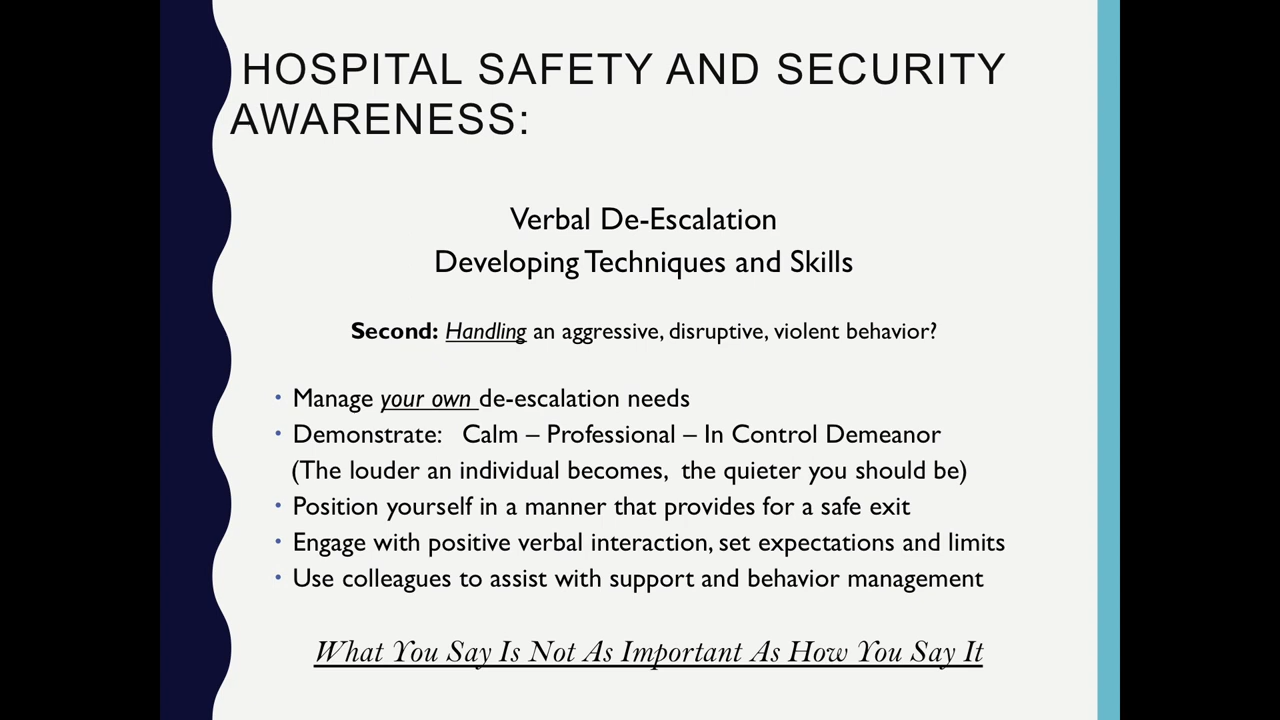 HOSPITAL SAFETY AND SECURITY
AWARENESS:
Verbal De-Escalation
Developing Techniques and Skills
Second: Handling an aggressive, disruptive, violent behavior?
• Manage your own de-escalation needs
• Demonstrate: Calm – Professional – In Control Demeanor
(The louder an individual becomes, the quieter you should be)
• Position yourself in a manner that provides for a safe exit
• Engage with positive verbal interaction, set expectations and limits
• Use colleagues to assist with support and behavior management
What You Say Is Not As Important As How You Say It